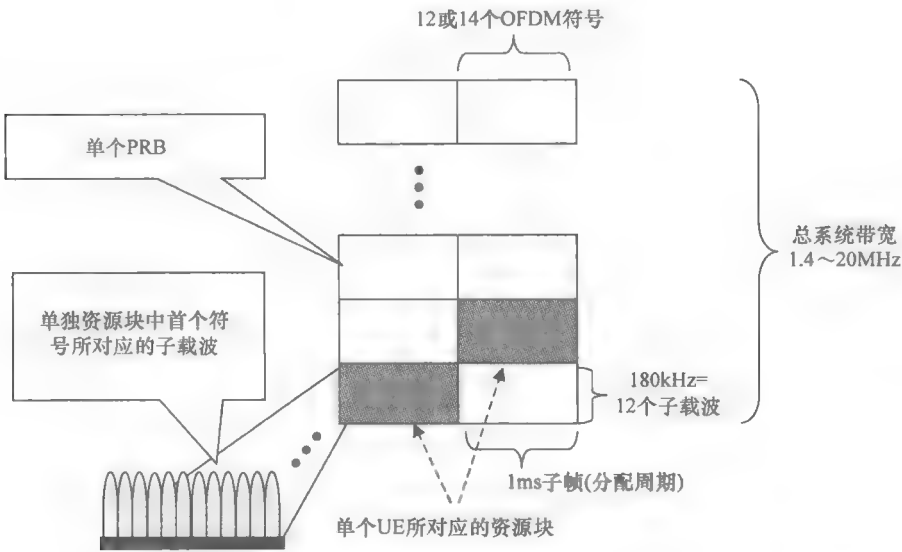 12或14个OFDM符号
单个PRB
总系统带宽
1.4～20MHz
单独资源块中首个符
号所对应的子载波
180kHz=
12个子载波
1ms子帧(分配周期)
单个UE所对应的资源块